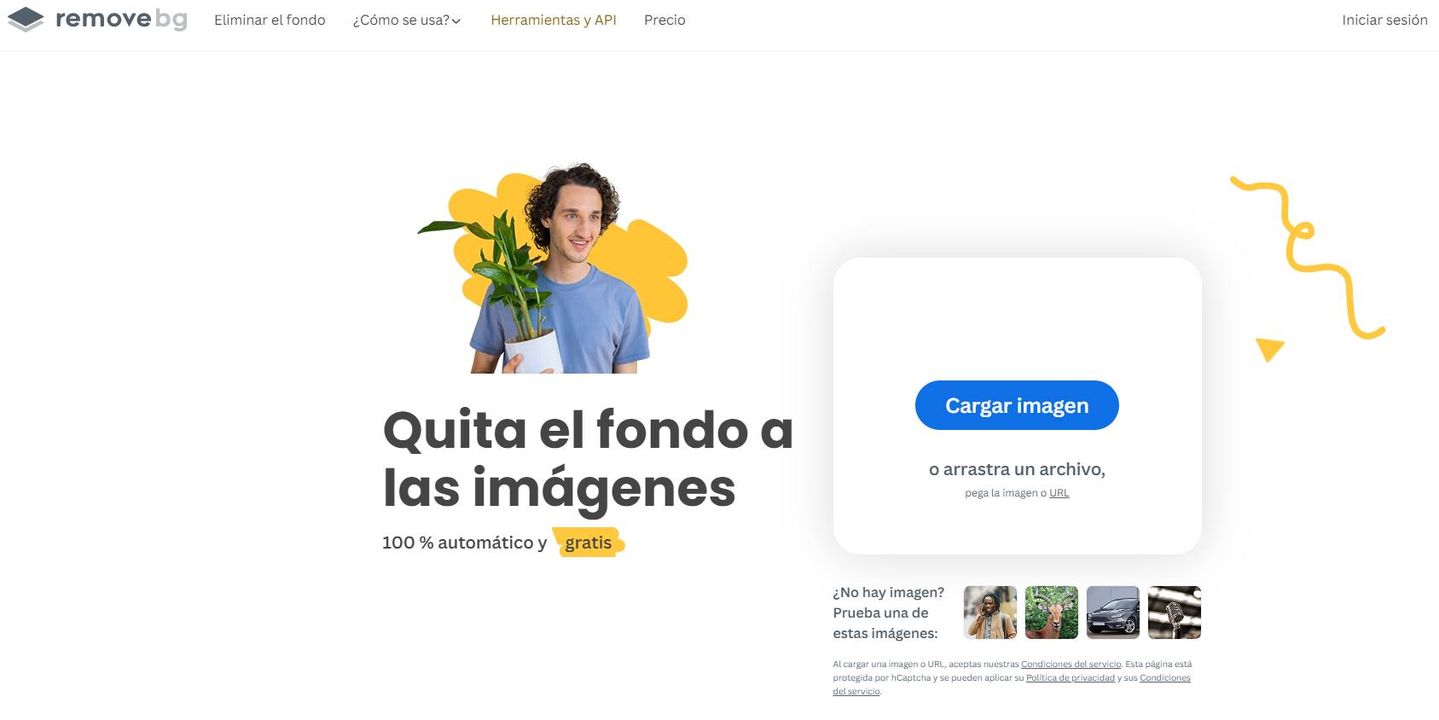 removebg
Eliminar el fondo
¿Cómo se usa?
Herramientas y API
Precio
Iniciar sesión
Quita el fondo a
las imágenes
100 % automático y gratis
Cargar imagen
o arrastra un archivo,
pega la imagen o URL
¿No hay imagen?
Prueba una de
estas imágenes:
Al cargar una imagen o URL, aceptas nuestras Condiciones del servicio. Esta página está
protegida por hCaptcha y se pueden aplicar su Política de privacidad y sus Condiciones
del servicio.